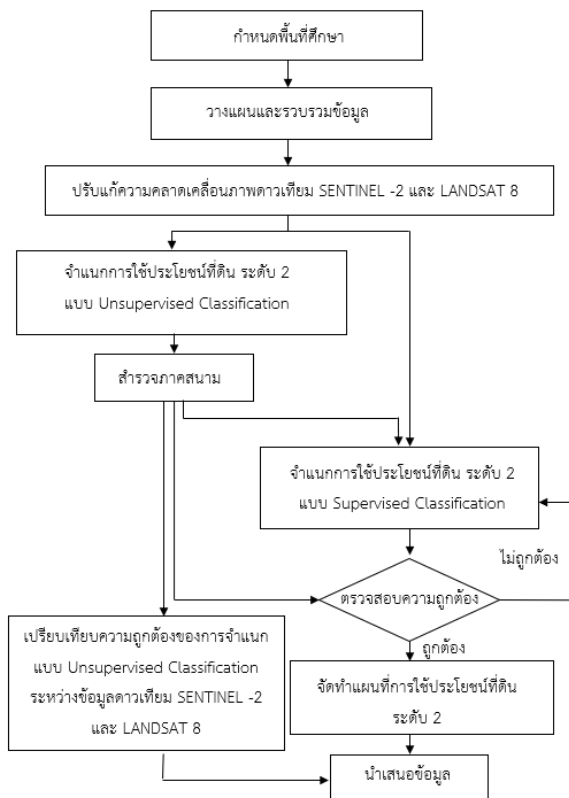 กำหนดพื้นที่ศึกษา
วางแผนและรวบรวมข้อมูล
ปรับแก้ความคลาดเคลื่อนภาพดาวเทียม SENTINEL -2 และ LANDSAT 8
จำแนกการใช้ประโยชน์ที่ดิน ระดับ 2
แบบ Unsupervised Classification
สำรวจภาคสนาม
จำแนกการใช้ประโยชน์ที่ดิน ระดับ 2
แบบ Supervised Classification
ไม่ถูกต้อง
ตรวจสอบความถูกต้อง
ถูกต้อง
เปรียบเทียบความถูกต้องของการจำแนก
แบบ Unsupervised Classification
ระหว่างข้อมูลดาวเทียม SENTINEL -2
และ LANDSAT 8
จัดทำแผนที่การใช้ประโยชน์ที่ดิน
ระดับ 2
นำเสนอข้อมูล